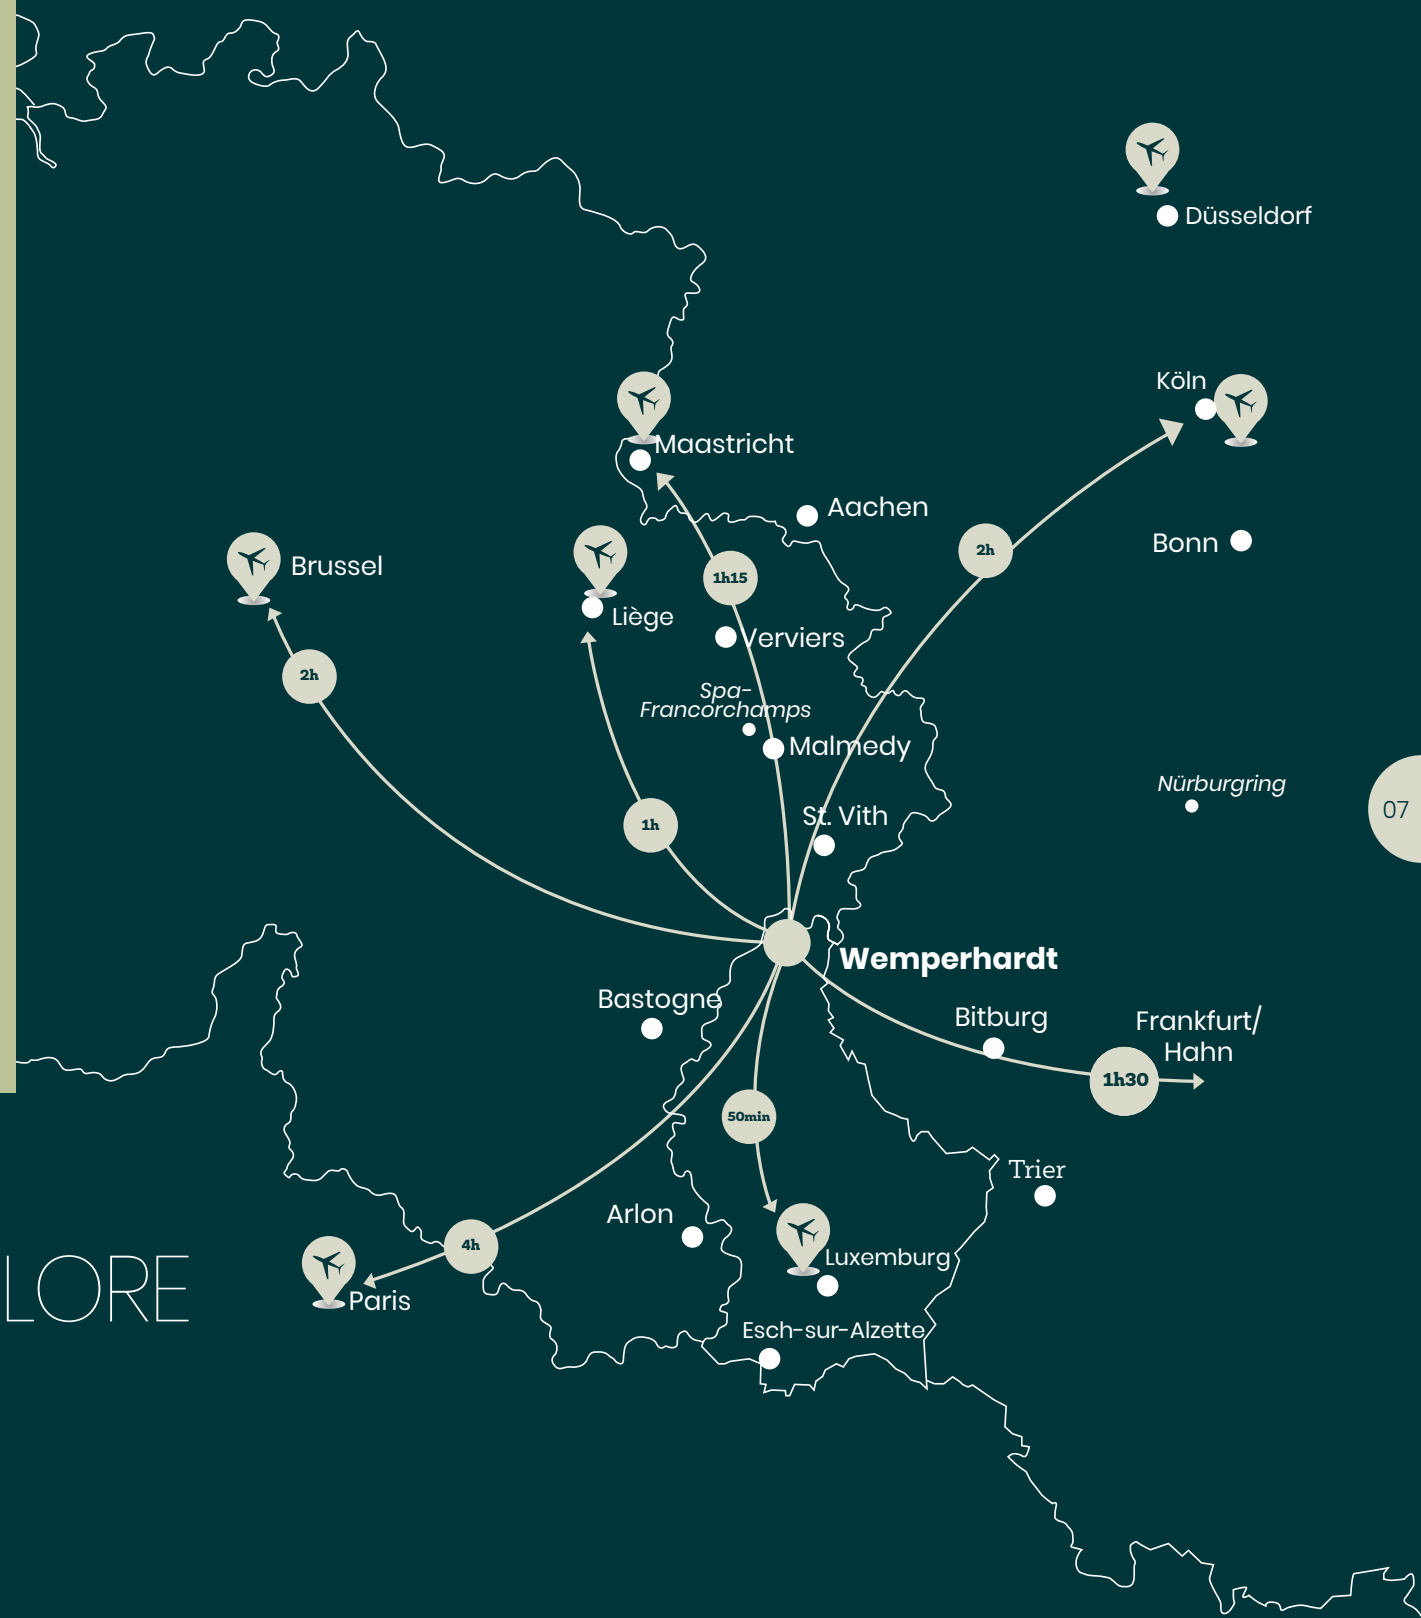 Düsseldorf
Köln
Maastricht
Aachen
Bonn
2h
Brussel
1h15
Liège
Verviers
2h
Spa-
Francorchamps
Malmedy
Nürburgring
07
St. Vith
1h
Wemperhardt
Bastogne
Bitburg
Frankfurt/
Hahn
1h30
50min
Trier
Arlon
4h
Luxemburg
LORE
Paris
Esch-sur-Alzette